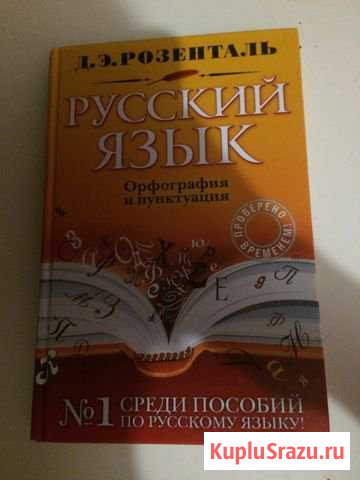 Д.Э.РОЗЕНТАЛЬ
РУССКИЙ
ЯЗЫК
Орфография
и пунктуация
ПРОВЕРЕНО
ВРЕМЕНЕМ!
№1 СРЕДИ ПОСОБИЙ
ПО РУССКОМУ ЯЗЫКУ!
KupluSrazu.ru